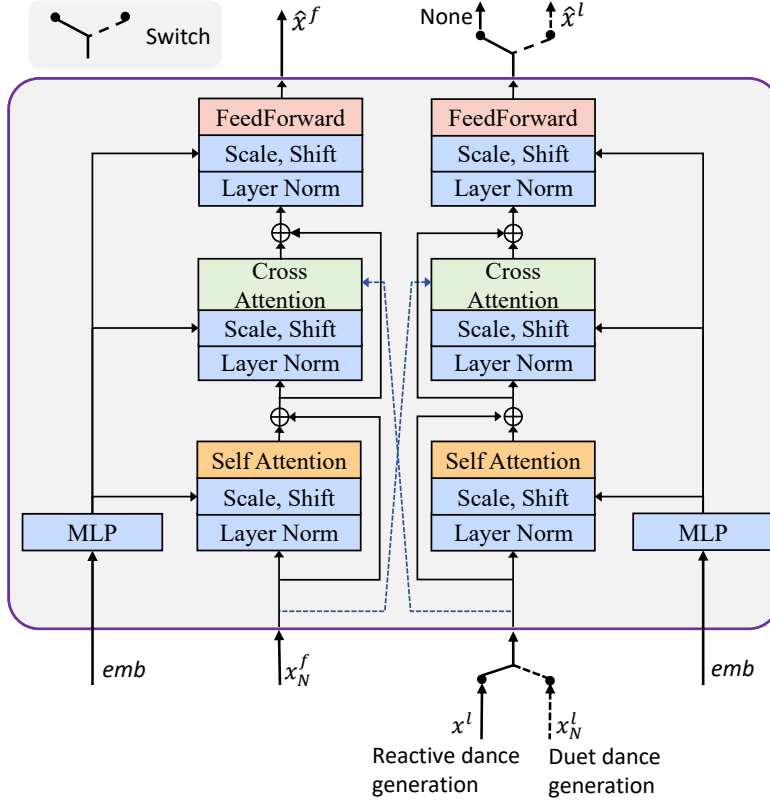 Switch
x̂^f
None
x̂^l
FeedForward
Scale, Shift
Layer Norm
Cross
Attention
Scale, Shift
Layer Norm
Self Attention
Scale, Shift
Layer Norm
MLP
FeedForward
Scale, Shift
Layer Norm
Cross
Attention
Scale, Shift
Layer Norm
Self Attention
Scale, Shift
Layer Norm
MLP
emb
x_N^f
emb
x^l
x_N^l
Reactive dance
generation
Duet dance
generation